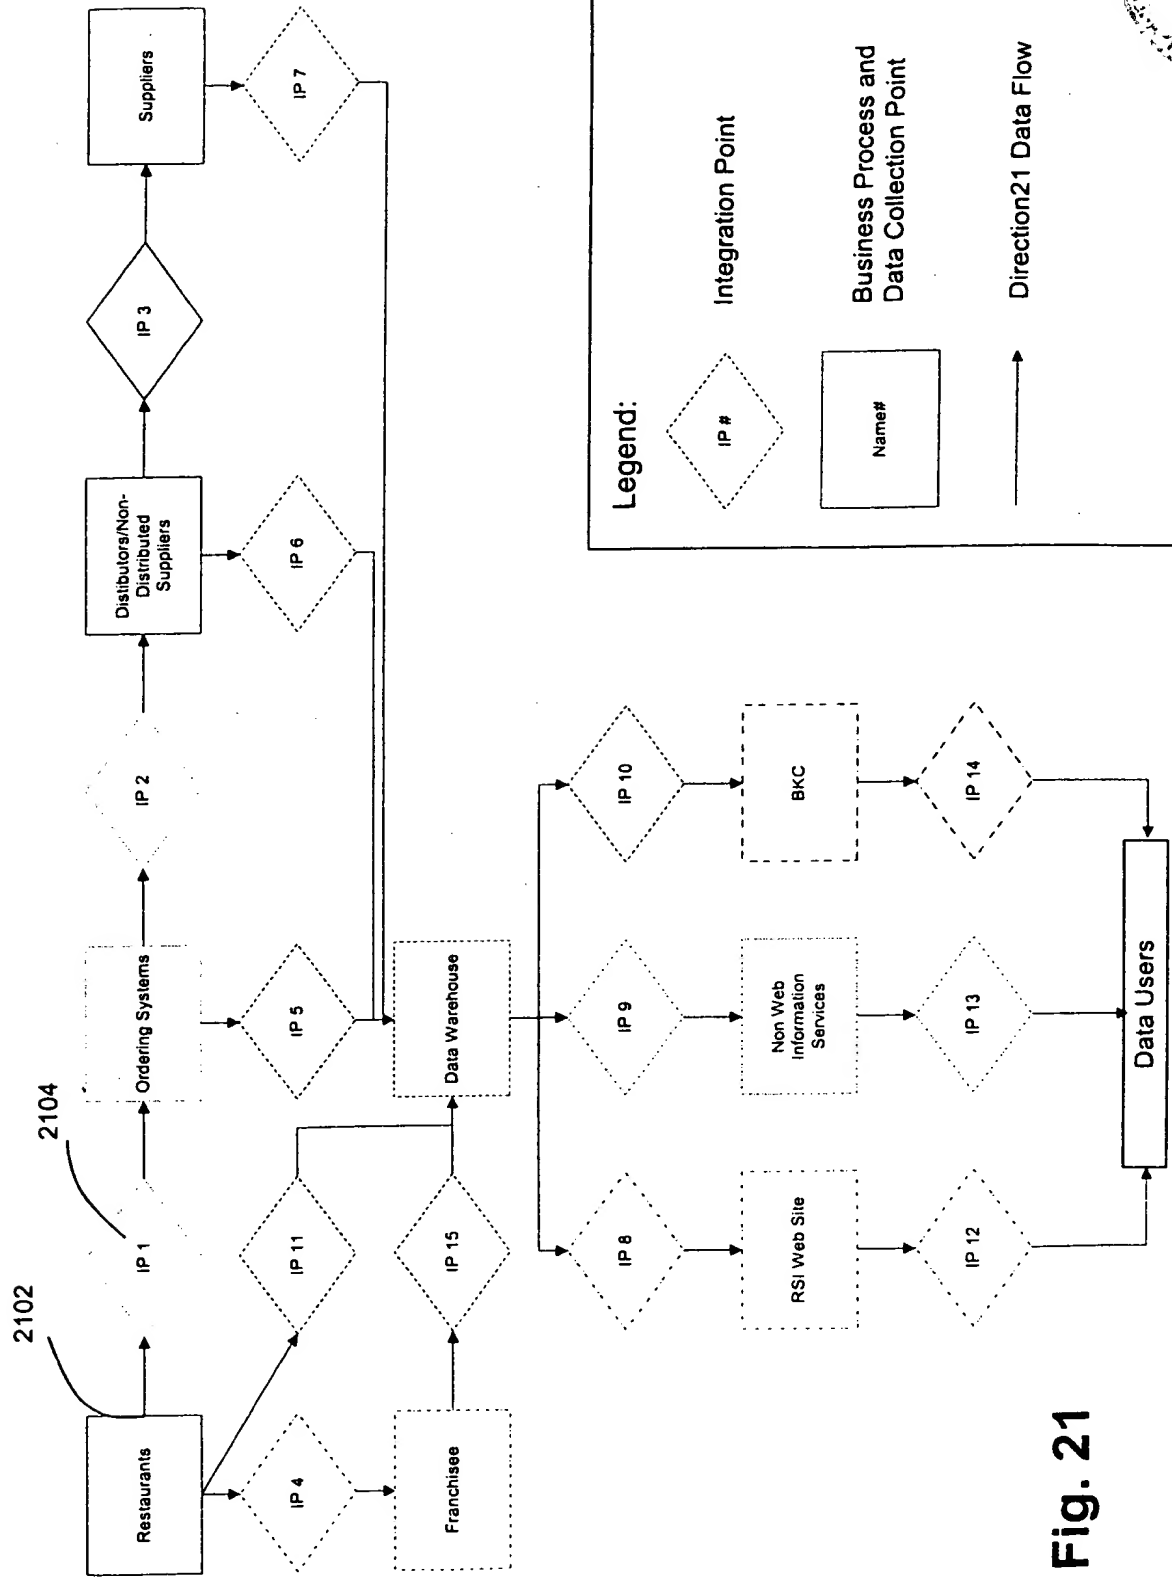 2102
2104
Restaurants
IP 1
Ordering Systems
IP 2
Distibutors/Non-
Distributed
Suppliers
IP 3
Suppliers
IP 4
IP 11
IP 5
IP 6
IP 7
Franchisee
IP 15
Data Warehouse
IP 8
IP 9
IP 10
RSI Web Site
Non Web
Information
Services
BKC
IP 12
IP 13
IP 14
Data Users
Legend:
IP #
Integration Point
Name#
Business Process and
Data Collection Point
Direction21 Data Flow
Fig. 21